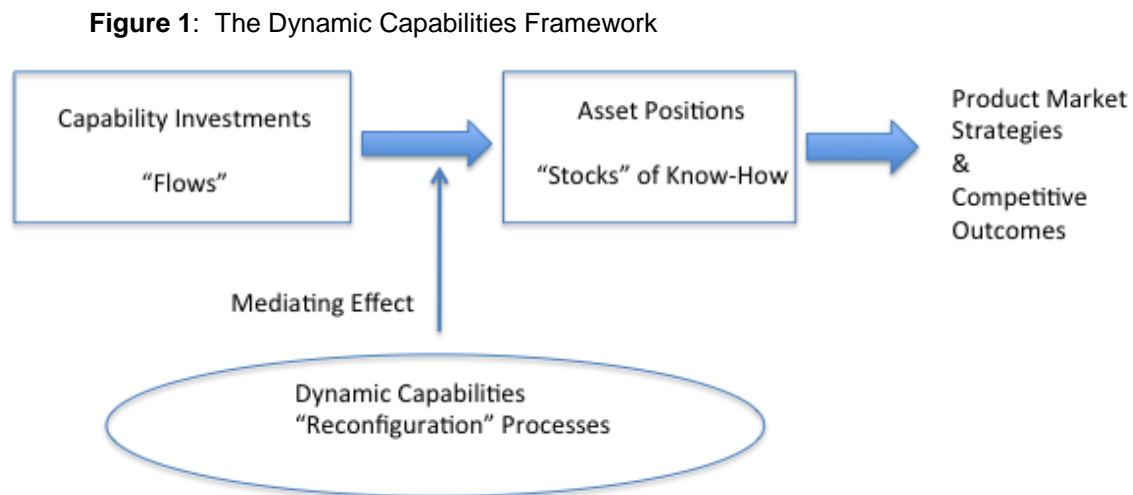 Figure 1: The Dynamic Capabilities Framework
Capability Investments
“Flows”
Asset Positions
“Stocks” of Know-How
Product Market
Strategies
&
Competitive
Outcomes
Mediating Effect
Dynamic Capabilities
“Reconfiguration” Processes